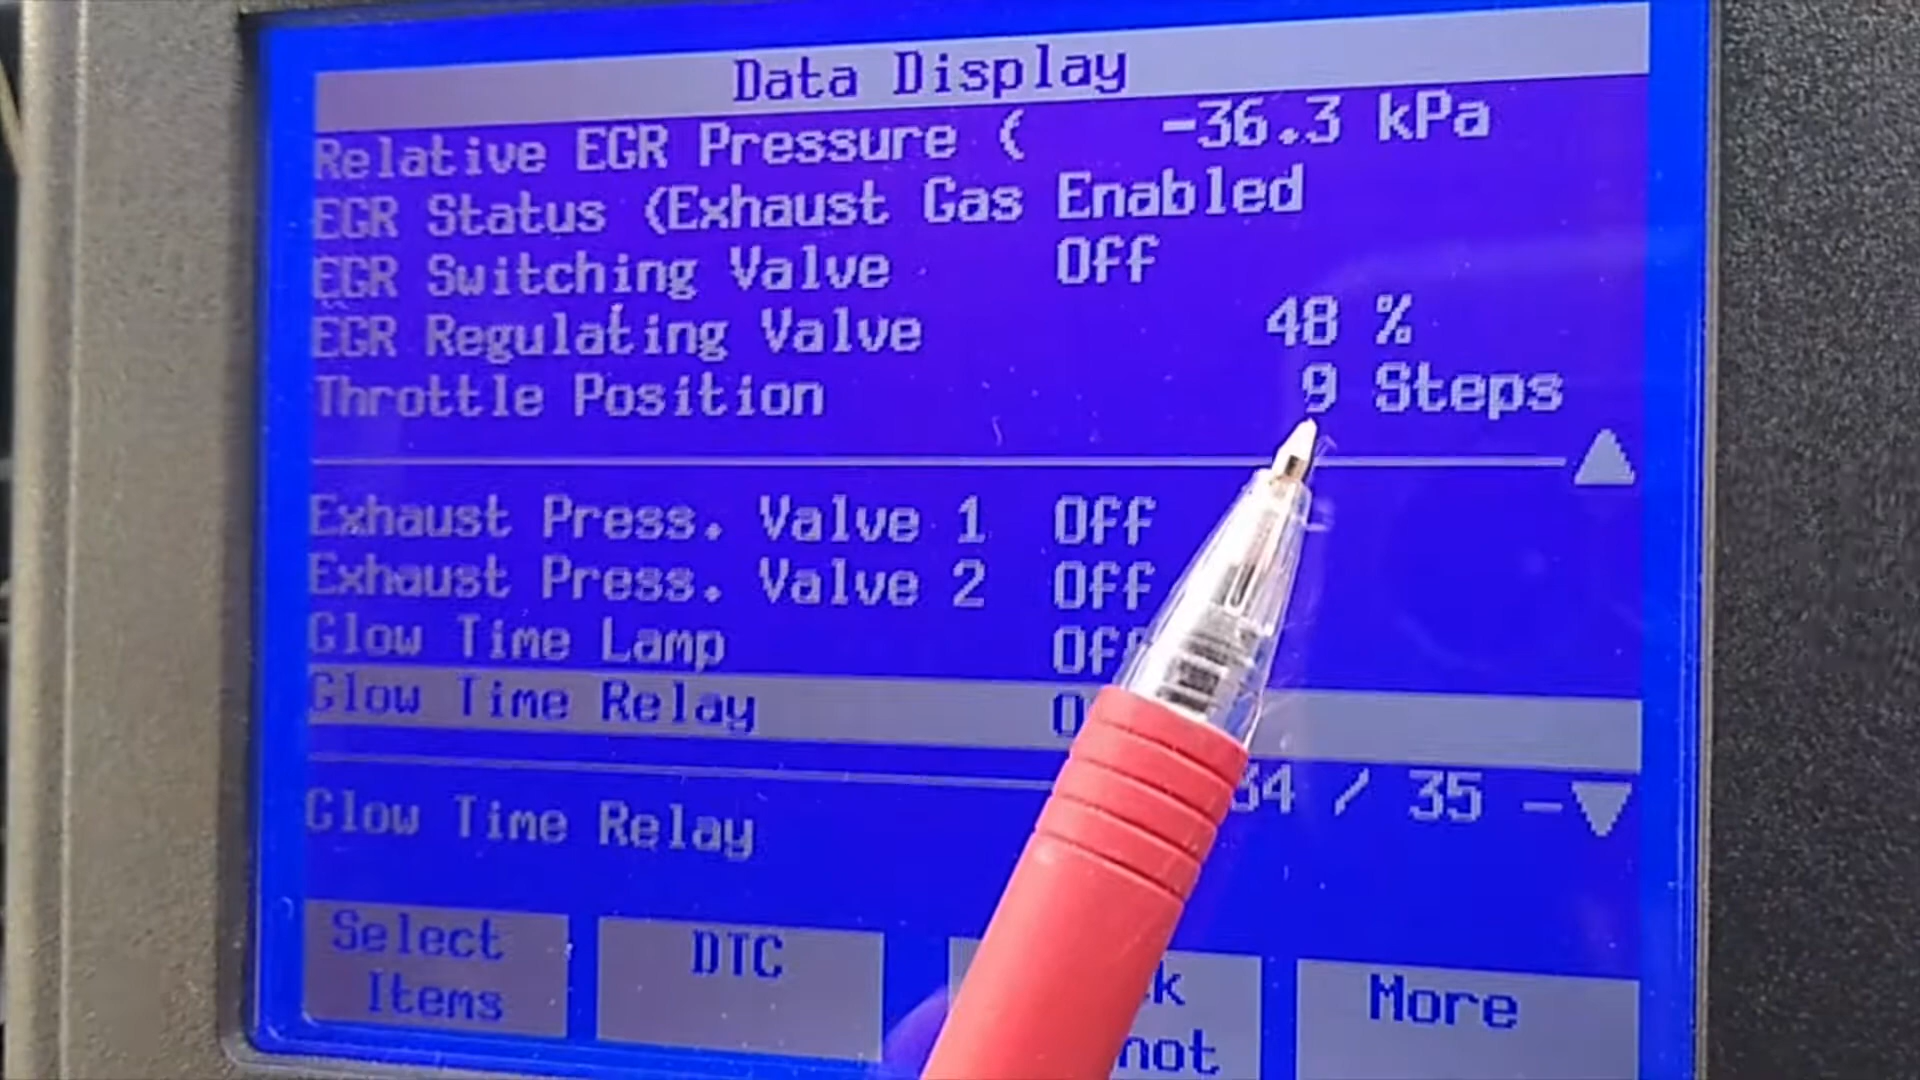 Data Display
Relative EGR Pressure ( -36.3 kPa
EGR Status (Exhaust Gas Enabled
EGR Switching Valve Off
EGR Regulating Valve 48 %
Throttle Position 9 Steps
Exhaust Press. Valve 1 Off
Exhaust Press. Valve 2 Off
Glow Time Lamp Off
Glow Time Relay
34 / 35
Glow Time Relay
Select Items
DTC
More